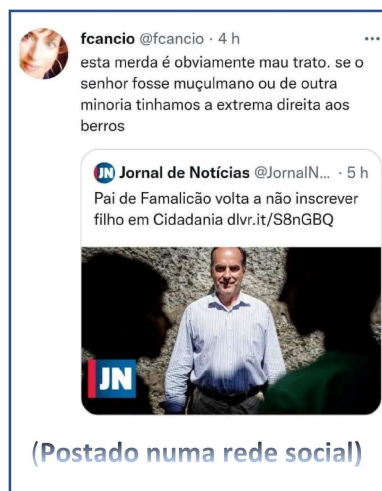 fcancio @fcancio · 4 h
esta merda é obviamente mau trato. se o
senhor fosse muçulmano ou de outra
minoria tinhamos a extrema direita aos
berros
JN Jornal de Notícias @JornalN... · 5 h
Pai de Famalicão volta a não inscrever
filho em Cidadania dlvr.it/S8nGBQ
JN
(Postado numa rede social)